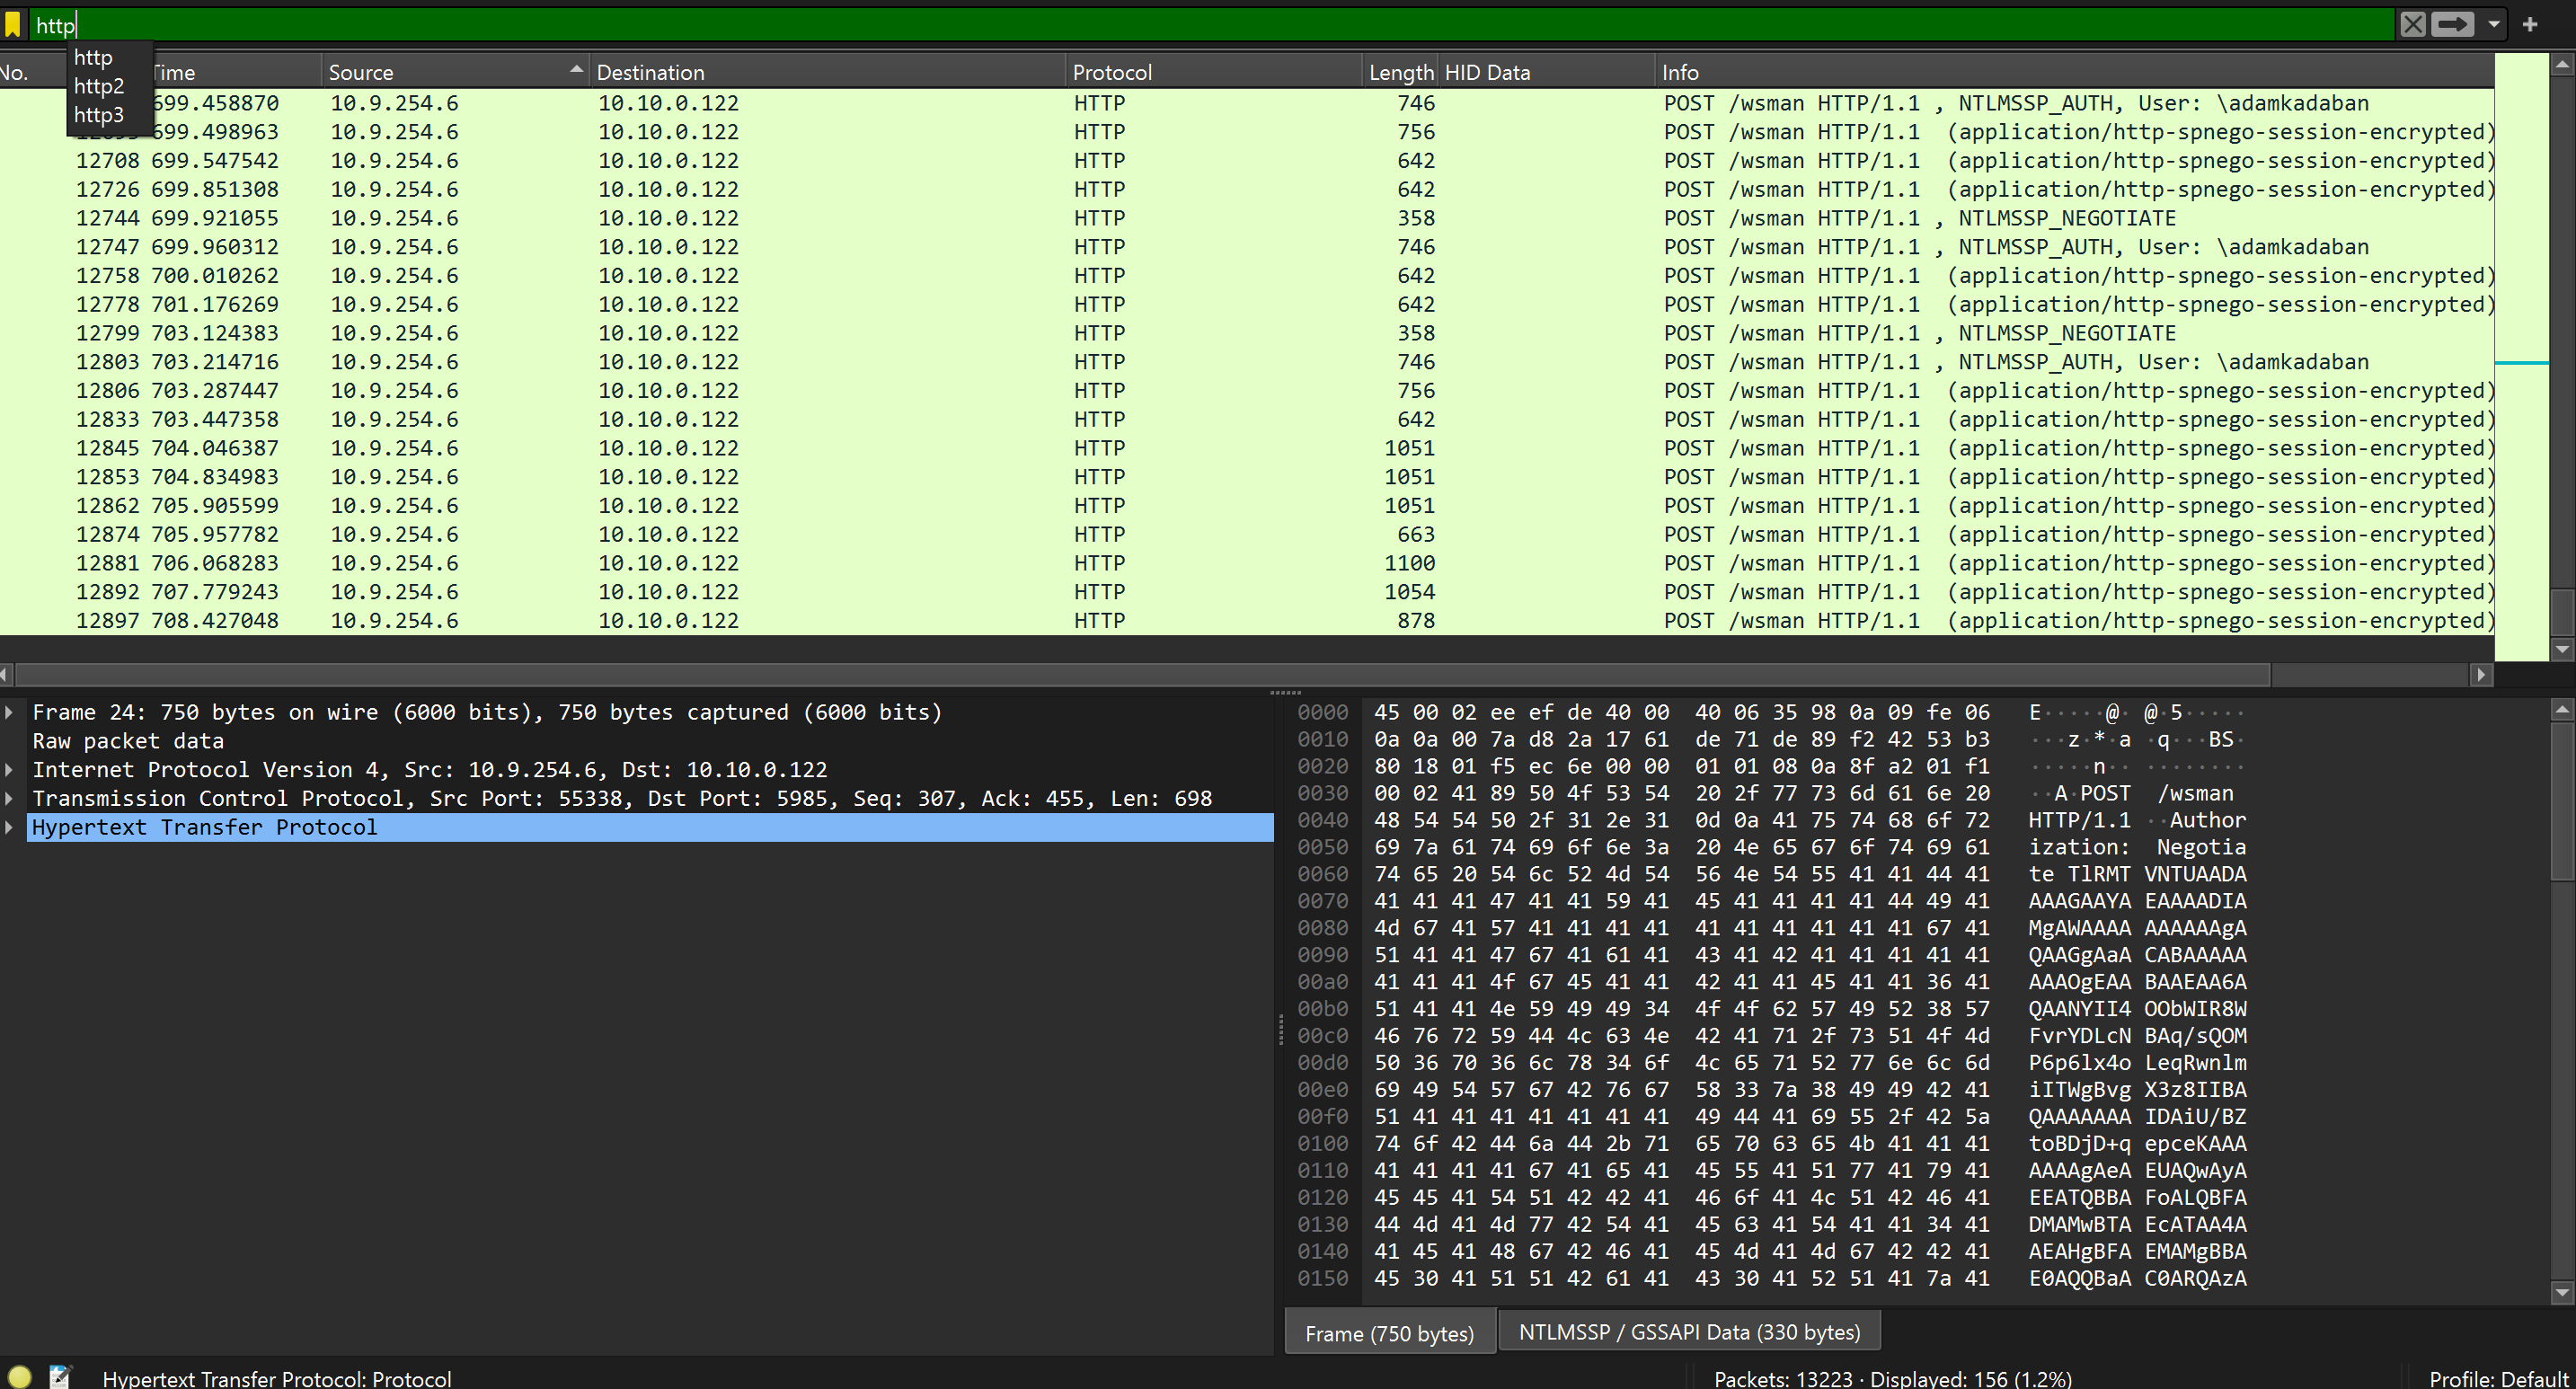 http
http
http2
http3
No. Time Source Destination Protocol Length HID Data Info
699.458870 10.9.254.6 10.10.0.122 HTTP 746 POST /wsman HTTP/1.1 , NTLMSSP_AUTH, User: \adamkadaban
699.498963 10.9.254.6 10.10.0.122 HTTP 756 POST /wsman HTTP/1.1 (application/http-spnego-session-encrypted)
12708 699.547542 10.9.254.6 10.10.0.122 HTTP 642 POST /wsman HTTP/1.1 (application/http-spnego-session-encrypted)
12726 699.851308 10.9.254.6 10.10.0.122 HTTP 642 POST /wsman HTTP/1.1 (application/http-spnego-session-encrypted)
12744 699.921055 10.9.254.6 10.10.0.122 HTTP 358 POST /wsman HTTP/1.1 , NTLMSSP_NEGOTIATE
12747 699.960312 10.9.254.6 10.10.0.122 HTTP 746 POST /wsman HTTP/1.1 , NTLMSSP_AUTH, User: \adamkadaban
12758 700.010262 10.9.254.6 10.10.0.122 HTTP 642 POST /wsman HTTP/1.1 (application/http-spnego-session-encrypted)
12778 701.176269 10.9.254.6 10.10.0.122 HTTP 642 POST /wsman HTTP/1.1 (application/http-spnego-session-encrypted)
12799 703.124383 10.9.254.6 10.10.0.122 HTTP 358 POST /wsman HTTP/1.1 , NTLMSSP_NEGOTIATE
12803 703.214716 10.9.254.6 10.10.0.122 HTTP 746 POST /wsman HTTP/1.1 , NTLMSSP_AUTH, User: \adamkadaban
12806 703.287447 10.9.254.6 10.10.0.122 HTTP 756 POST /wsman HTTP/1.1 (application/http-spnego-session-encrypted)
12833 703.447358 10.9.254.6 10.10.0.122 HTTP 642 POST /wsman HTTP/1.1 (application/http-spnego-session-encrypted)
12845 704.046387 10.9.254.6 10.10.0.122 HTTP 1051 POST /wsman HTTP/1.1 (application/http-spnego-session-encrypted)
12853 704.834983 10.9.254.6 10.10.0.122 HTTP 1051 POST /wsman HTTP/1.1 (application/http-spnego-session-encrypted)
12862 705.905599 10.9.254.6 10.10.0.122 HTTP 1051 POST /wsman HTTP/1.1 (application/http-spnego-session-encrypted)
12874 705.957782 10.9.254.6 10.10.0.122 HTTP 663 POST /wsman HTTP/1.1 (application/http-spnego-session-encrypted)
12881 706.068283 10.9.254.6 10.10.0.122 HTTP 1100 POST /wsman HTTP/1.1 (application/http-spnego-session-encrypted)
12892 707.779243 10.9.254.6 10.10.0.122 HTTP 1054 POST /wsman HTTP/1.1 (application/http-spnego-session-encrypted)
12897 708.427048 10.9.254.6 10.10.0.122 HTTP 878 POST /wsman HTTP/1.1 (application/http-spnego-session-encrypted)
Frame 24: 750 bytes on wire (6000 bits), 750 bytes captured (6000 bits)
Raw packet data
Internet Protocol Version 4, Src: 10.9.254.6, Dst: 10.10.0.122
Transmission Control Protocol, Src Port: 55338, Dst Port: 5985, Seq: 307, Ack: 455, Len: 698
Hypertext Transfer Protocol
0000 45 00 02 ee ef de 40 00 40 06 35 98 0a 09 fe 06 E·····@· @·5·····
0010 0a 0a 00 7a d8 2a 17 61 de 71 de 89 f2 42 53 b3 ···z·*·a ·q···BS·
0020 80 18 01 f5 ec 6e 00 00 01 01 08 0a 8f a2 01 f1 ·····n·· ········
0030 00 02 41 89 50 4f 53 54 20 2f 77 73 6d 61 6e 20 ··A·POST /wsman
0040 48 54 54 50 2f 31 2e 31 0d 0a 41 75 74 68 6f 72 HTTP/1.1 ··Author
0050 69 7a 61 74 69 6f 6e 3a 20 4e 65 67 6f 74 69 61 ization: Negotia
0060 74 65 20 54 6c 52 4d 54 56 4e 54 55 41 41 44 41 te TlRMT VNTUAADA
0070 41 41 41 47 41 41 59 41 45 41 41 41 41 44 49 41 AAAGAAYA EAAAADIA
0080 4d 67 41 57 41 41 41 41 41 41 41 41 41 41 67 41 MgAWAAAA AAAAAAgA
0090 51 41 41 47 67 41 61 41 43 41 42 41 41 41 41 41 QAAGgAaA CABAAAAA
00a0 41 41 41 4f 67 45 41 41 42 41 41 45 41 41 36 41 AAAOgEAA BAAEAA6A
00b0 51 41 41 4e 59 49 49 34 4f 4f 62 57 49 52 38 57 QAANYII4 OObWIR8W
00c0 46 76 72 59 44 4c 63 4e 42 41 71 2f 73 51 4f 4d FvrYDLcN BAq/sQOM
00d0 50 36 70 36 6c 78 34 6f 4c 65 71 52 77 6e 6c 6d P6p6lx4o LeqRwnlm
00e0 69 49 54 57 67 42 76 67 58 33 7a 38 49 49 42 41 iITWgBvg X3z8IIBA
00f0 51 41 41 41 41 41 41 41 49 44 41 69 55 2f 42 5a QAAAAAAA IDAiU/BZ
0100 74 6f 42 44 6a 44 2b 71 65 70 63 65 4b 41 41 41 toBDjD+q epceKAAA
0110 41 41 41 41 67 41 65 41 45 55 41 51 77 41 79 41 AAAAgAeA EUAQwAyA
0120 45 45 41 54 51 42 42 41 46 6f 41 4c 51 42 46 41 EEATQBBA FoALQBFA
0130 44 4d 41 4d 77 42 54 41 45 63 41 54 41 41 34 41 DMAMwBTA EcATAA4A
0140 41 45 41 48 67 42 46 41 45 4d 41 4d 67 42 42 41 AEAHgBFA EMAMgBBA
0150 45 30 41 51 51 42 61 41 43 30 41 52 51 41 7a 41 E0AQQBaA C0ARQAzA
Frame (750 bytes) NTLMSSP / GSSAPI Data (330 bytes)
Hypertext Transfer Protocol: Protocol Packets: 13223 · Displayed: 156 (1.2%) Profile: Default